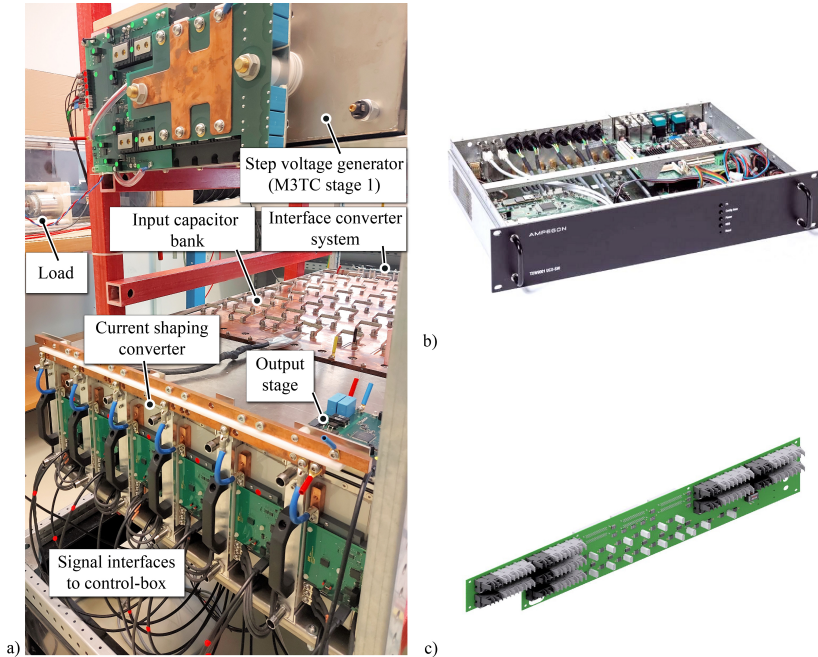 Step voltage generator
(M3TC stage 1)
Input capacitor
bank
Interface converter
system
Load
Current shaping
converter
Output
stage
Signal interfaces
to control-box
a)
AMPEGON
b)
c)